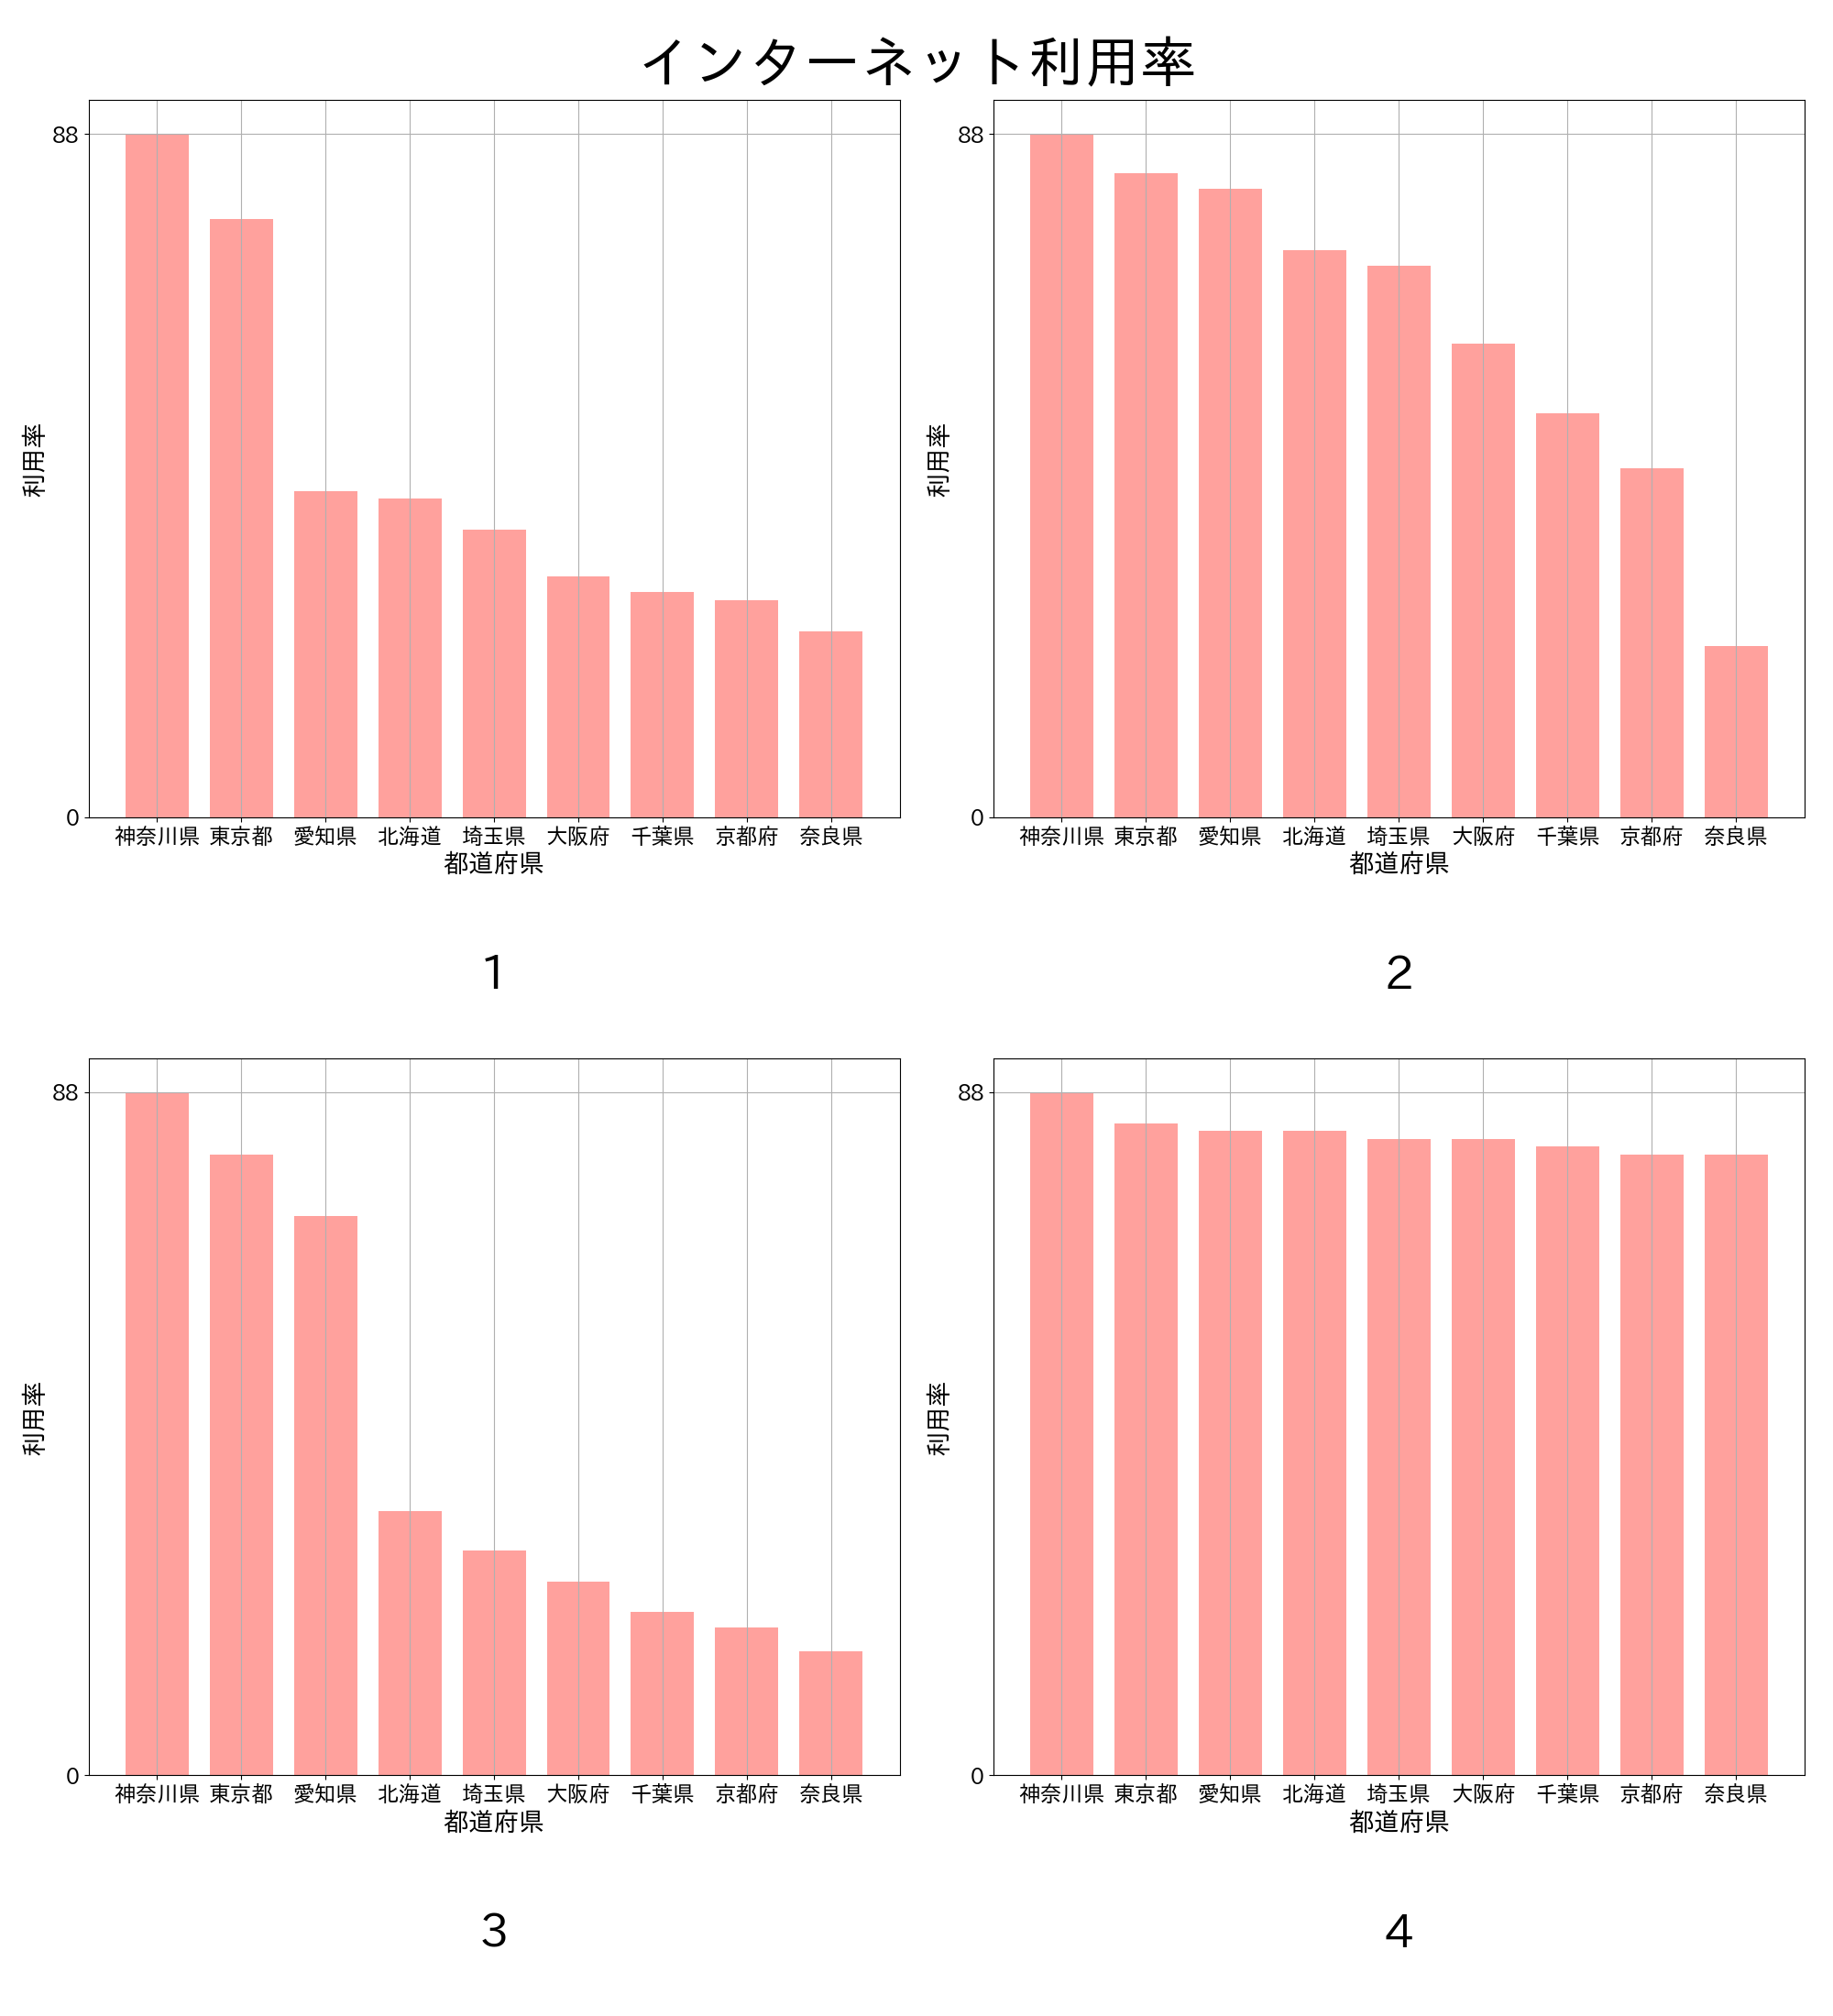 インターネット利用率
88
0
利用率
神奈川県 東京都 愛知県 北海道 埼玉県 大阪府 千葉県 京都府 奈良県
都道府県
1
88
0
利用率
神奈川県 東京都 愛知県 北海道 埼玉県 大阪府 千葉県 京都府 奈良県
都道府県
2
88
0
利用率
神奈川県 東京都 愛知県 北海道 埼玉県 大阪府 千葉県 京都府 奈良県
都道府県
3
88
0
利用率
神奈川県 東京都 愛知県 北海道 埼玉県 大阪府 千葉県 京都府 奈良県
都道府県
4